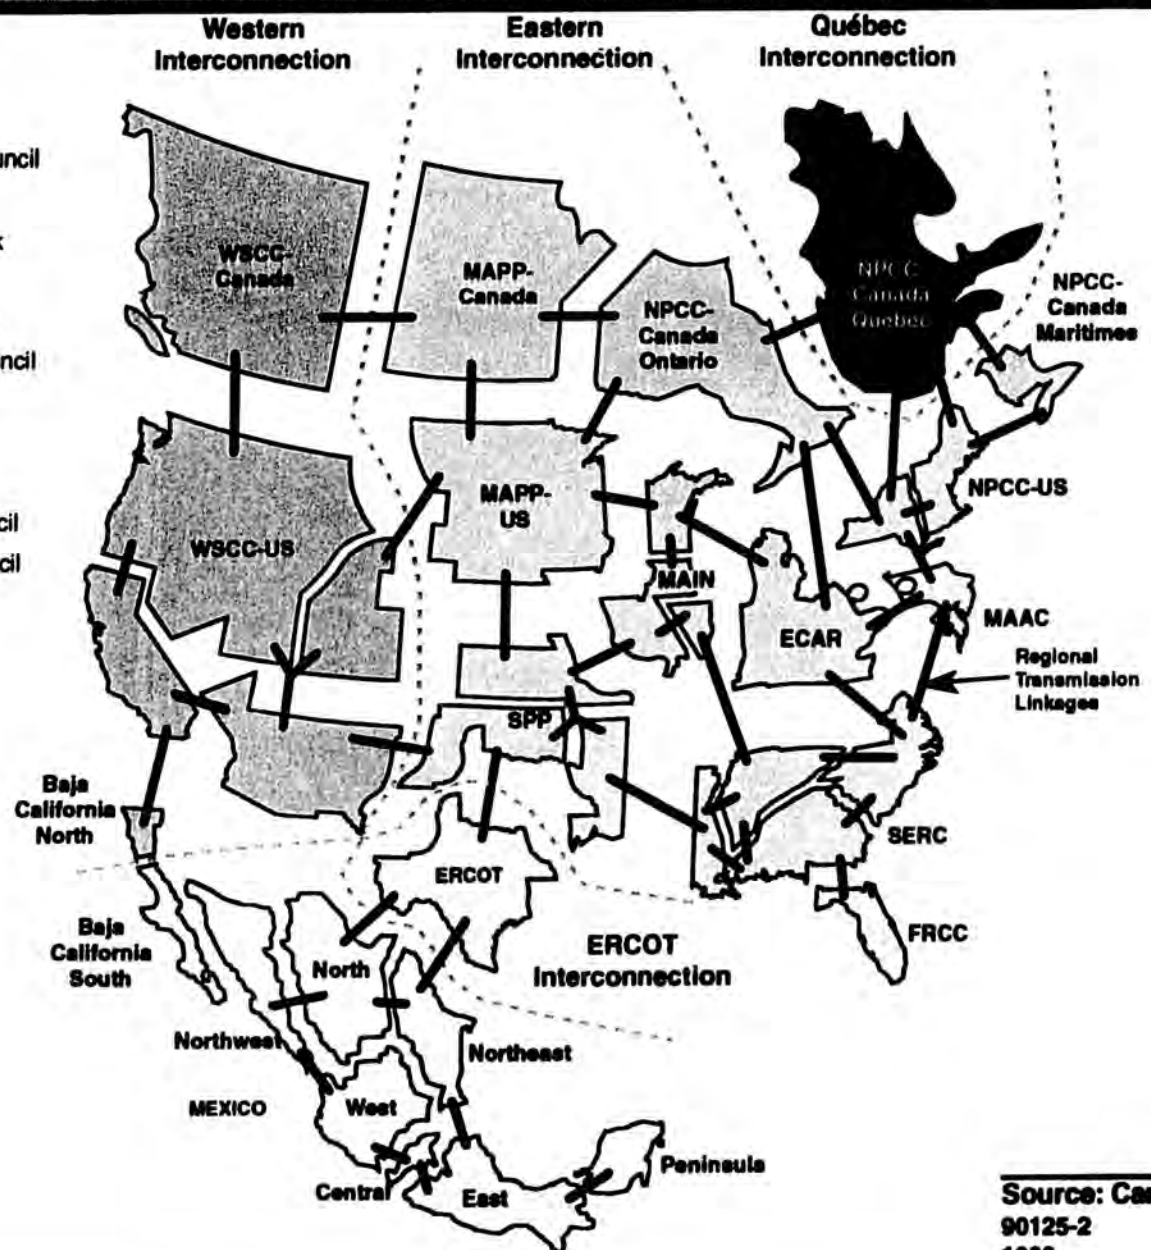 Western
Interconnection
Eastern
Interconnection
Québec
Interconnection
WSCC-
Canada
MAPP-
Canada
NPCC-
Canada
Ontario
NPCC
Canada
Quebec
NPCC-
Canada
Maritimes
WSCC-US
MAPP-
US
NPCC-US
MAIN
ECAR
MAAC
Regional
Transmission
Linkages
SPP
SERC
FRCC
Baja
California
North
ERCOT
ERCOT
Interconnection
Baja
California
South
North
Northwest
Northeast
MEXICO
West
Central
East
Peninsula
Source:
90125-2